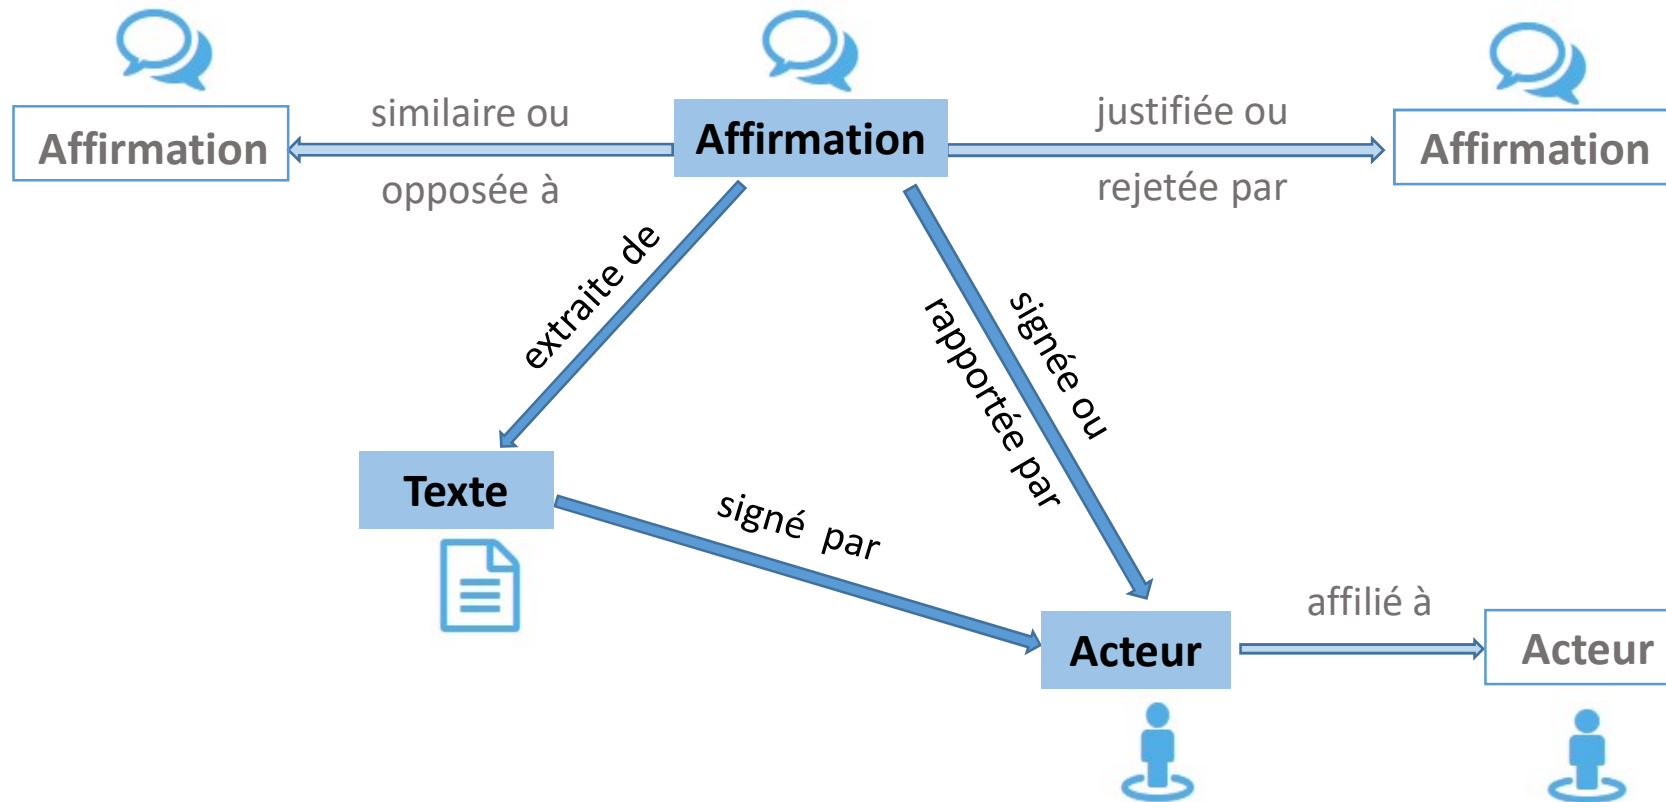 similaire ou
justifiée ou
Affirmation
Affirmation
Affirmation
opposée à
rejetée par
extraite de
signée ou
rapportée par
Texte
signé par
affilié à
Acteur
Acteur